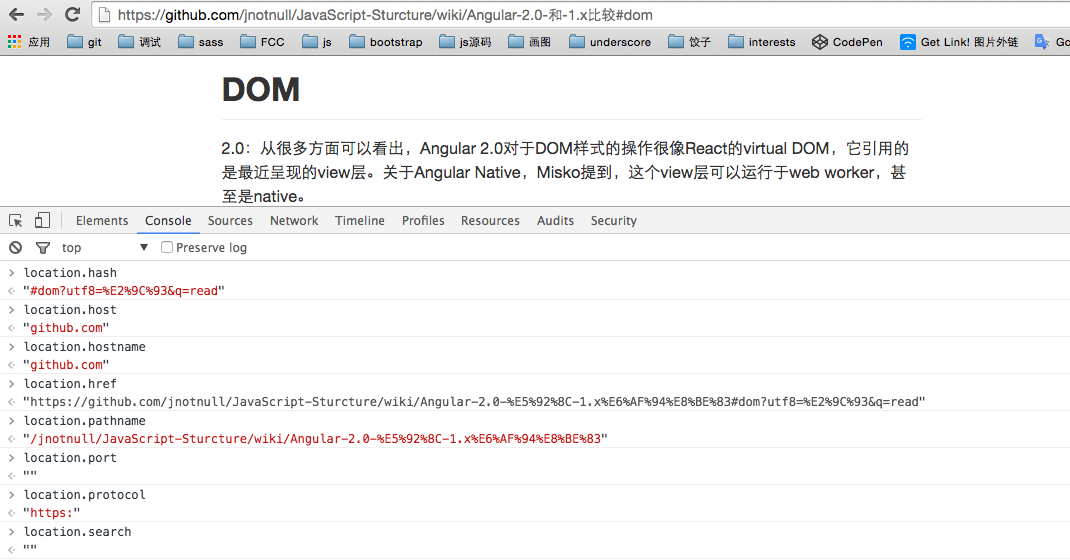 https://github.com/jnotnull/JavaScript-Sturcture/wiki/Angular-2.0-和-1.x比较#dom
应用 git 调试 sass FCC js bootstrap js源码 画图 underscore 饺子 interests CodePen Get Link! 图片外链 Go
DOM
2.0：从很多方面可以看出，Angular 2.0对于DOM样式的操作很像React的virtual DOM，它引用的
是最近呈现的view层。关于Angular Native，Misko提到，这个view层可以运行于web worker，甚
至是native。
Elements Console Sources Network Timeline Profiles Resources Audits Security
top Preserve log
location.hash
"#dom?utf8=%E2%9C%93&q=read"
location.host
"github.com"
location.hostname
"github.com"
location.href
"https://github.com/jnotnull/JavaScript-Sturcture/wiki/Angular-2.0-%E5%92%8C-1.x%E6%AF%94%E8%BE%83#dom?utf8=%E2%9C%93&q=read"
location.pathname
"/jnotnull/JavaScript-Sturcture/wiki/Angular-2.0-%E5%92%8C-1.x%E6%AF%94%E8%BE%83"
location.port
""
location.protocol
"https:"
location.search
""